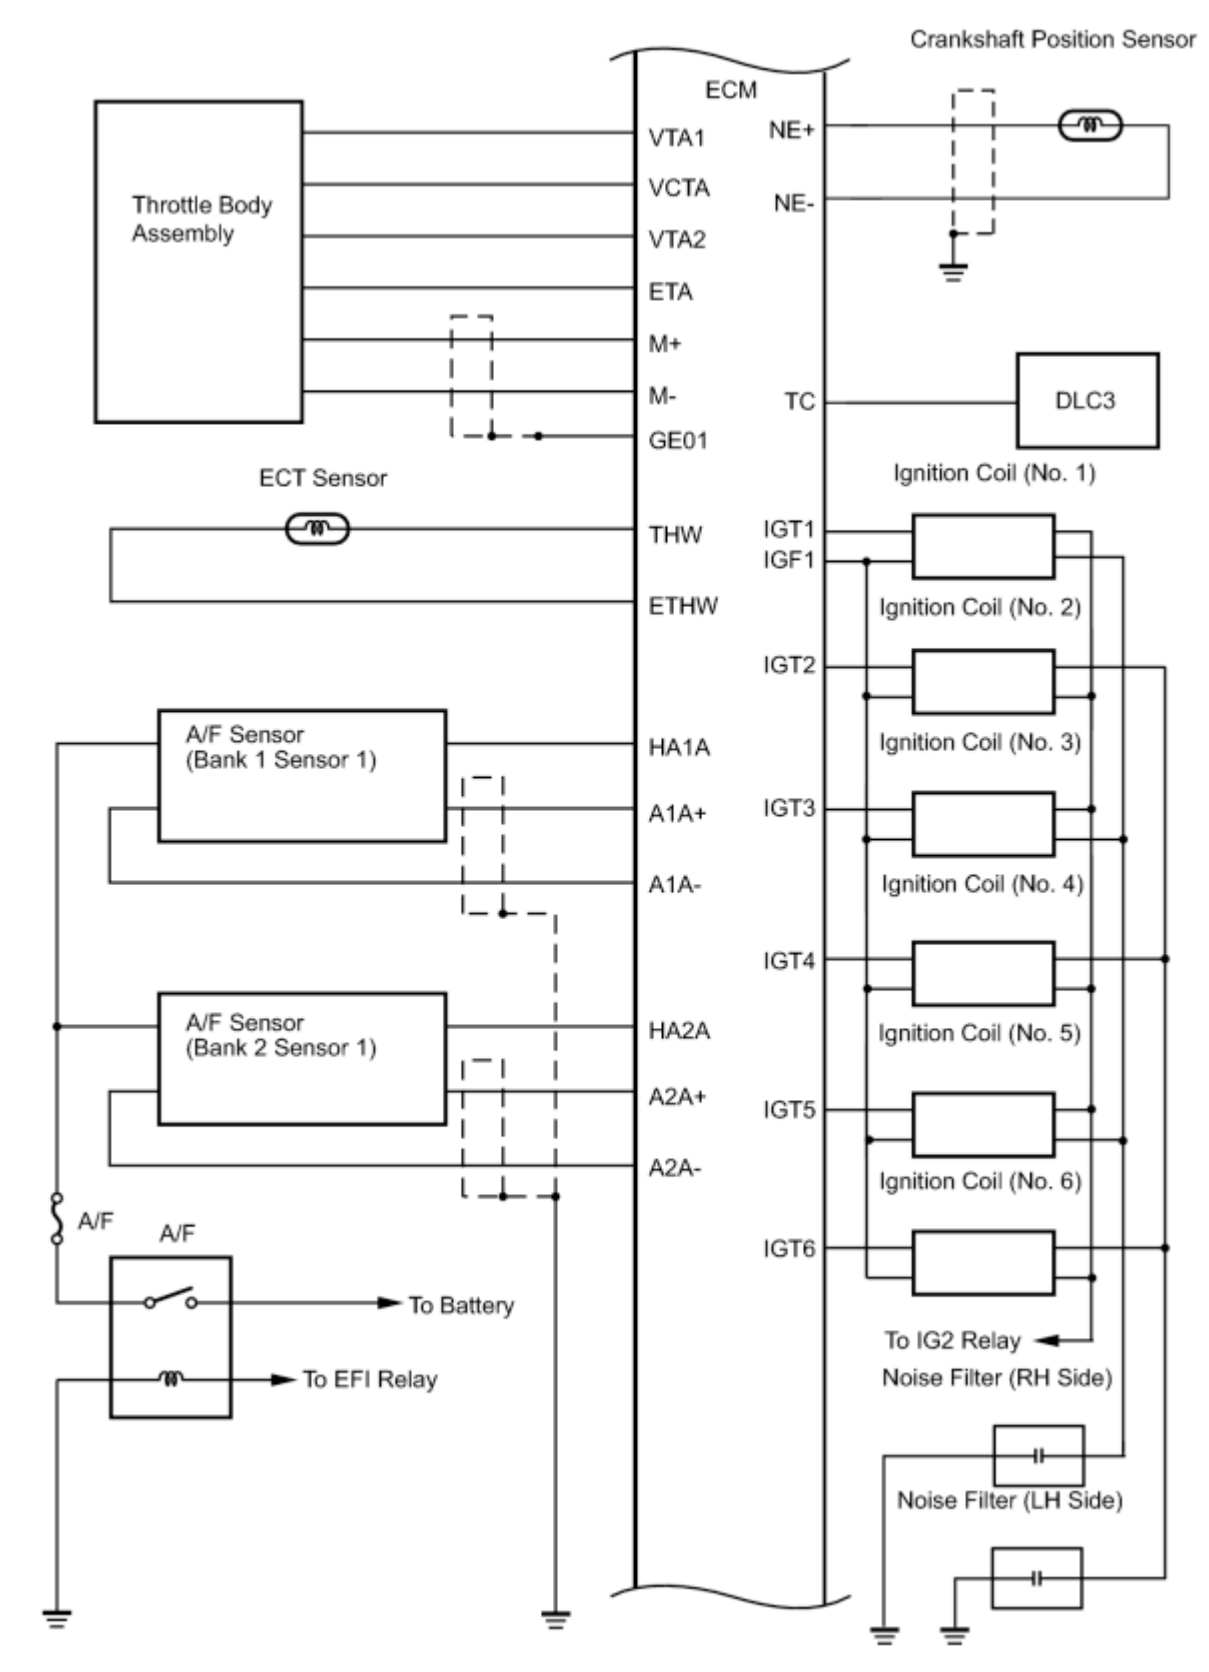 Crankshaft Position Sensor
ECM
Throttle Body
Assembly
VTA1
VCTA
VTA2
ETA
M+
M-
GE01
NE+
NE-
TC
DLC3
ECT Sensor
THW
ETHW
Ignition Coil (No. 1)
IGT1
IGF1
Ignition Coil (No. 2)
IGT2
Ignition Coil (No. 3)
IGT3
Ignition Coil (No. 4)
IGT4
Ignition Coil (No. 5)
IGT5
Ignition Coil (No. 6)
IGT6
A/F Sensor
(Bank 1 Sensor 1)
HA1A
A1A+
A1A-
A/F Sensor
(Bank 2 Sensor 1)
HA2A
A2A+
A2A-
A/F
A/F
To Battery
To EFI Relay
To IG2 Relay
Noise Filter (RH Side)
Noise Filter (LH Side)